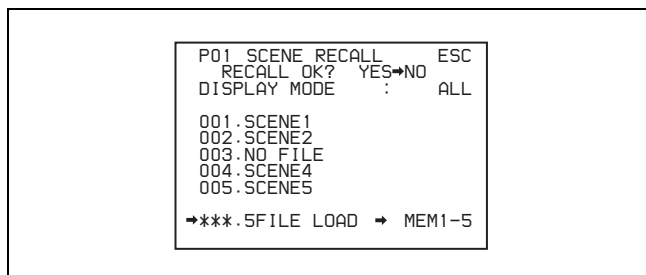 P01 SCENE RECALL ESC
RECALL OK? YES➡NO
DISPLAY MODE : ALL
001.SCENE1
002.SCENE2
003.NO FILE
004.SCENE4
005.SCENE5
➡***.5FILE LOAD ➡ MEM1-5